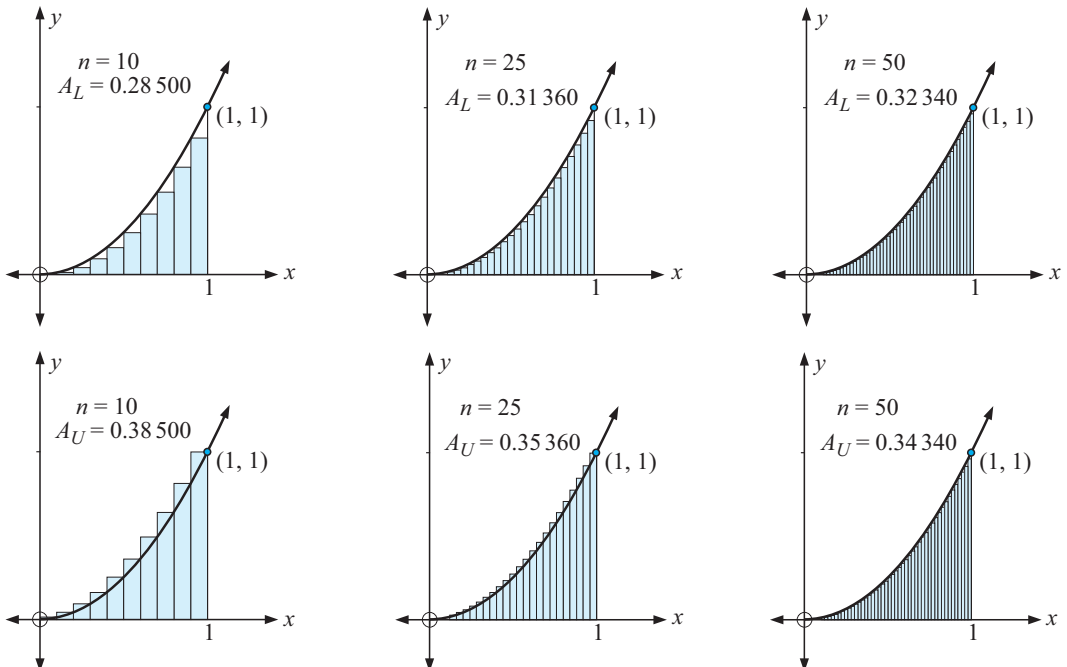 y
n = 10
A_L = 0.28 500
(1, 1)
x
1
y
n = 25
A_L = 0.31 360
(1, 1)
x
1
y
n = 50
A_L = 0.32 340
(1, 1)
x
1
y
n = 10
A_U = 0.38 500
(1, 1)
x
1
y
n = 25
A_U = 0.35 360
(1, 1)
x
1
y
n = 50
A_U = 0.34 340
(1, 1)
x
1